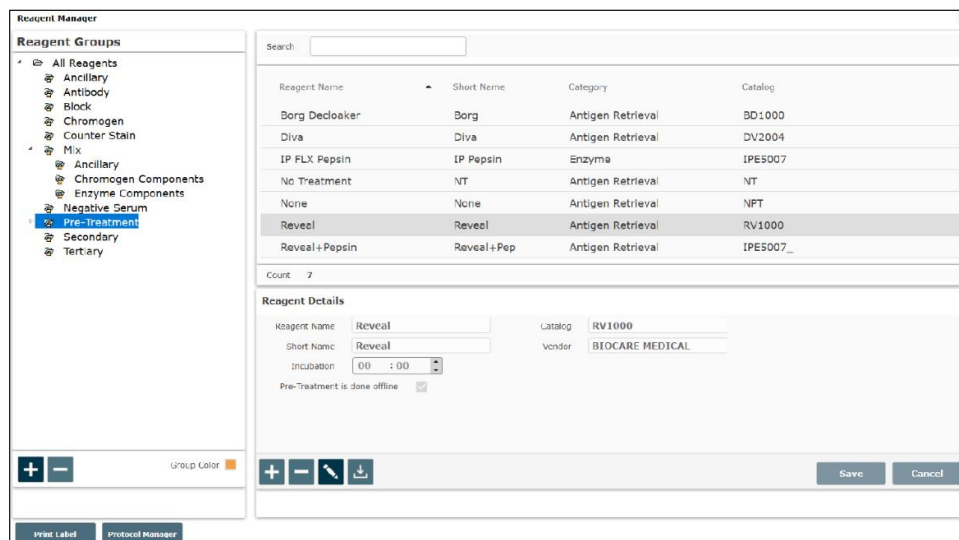 Reagent Manager
Reagent Groups
All Reagents
Ancillary
Antibody
Block
Chromogen
Counter Stain
Mix
Ancillary
Chromogen Components
Enzyme Components
Negative Serum
Pre-Treatment
Secondary
Tertiary
Group Color
Print Label Protocol Manager
Search
Reagent Name Short Name Category Catalog
Borg Decloaker Borg Antigen Retrieval BD1000
Diva Diva Antigen Retrieval DV2004
IP FLX Pepsin IP Pepsin Enzyme IPE5007
No Treatment NT Antigen Retrieval NT
None None Antigen Retrieval NPT
Reveal Reveal Antigen Retrieval RV1000
Reveal+Pepsin Reveal+Pep Antigen Retrieval IPE5007_
Count 7
Reagent Details
Reagent Name Reveal Catalog RV1000
Short Name Reveal Vendor BIOCARE MEDICAL
Incubation 00 : 00
Pre-Treatment is done offline
Save Cancel